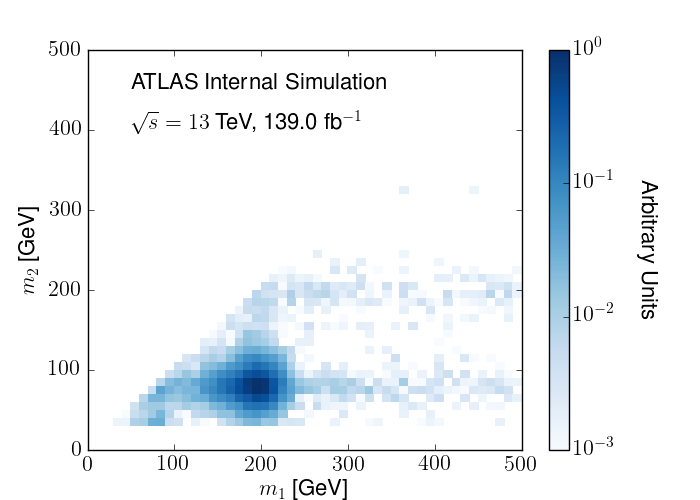 ATLAS Internal Simulation
√s = 13 TeV, 139.0 fb⁻¹
500
400
300
200
100
0
m₂ [GeV]
0 100 200 300 400 500
m₁ [GeV]
10⁰
10⁻¹
10⁻²
10⁻³
Arbitrary Units